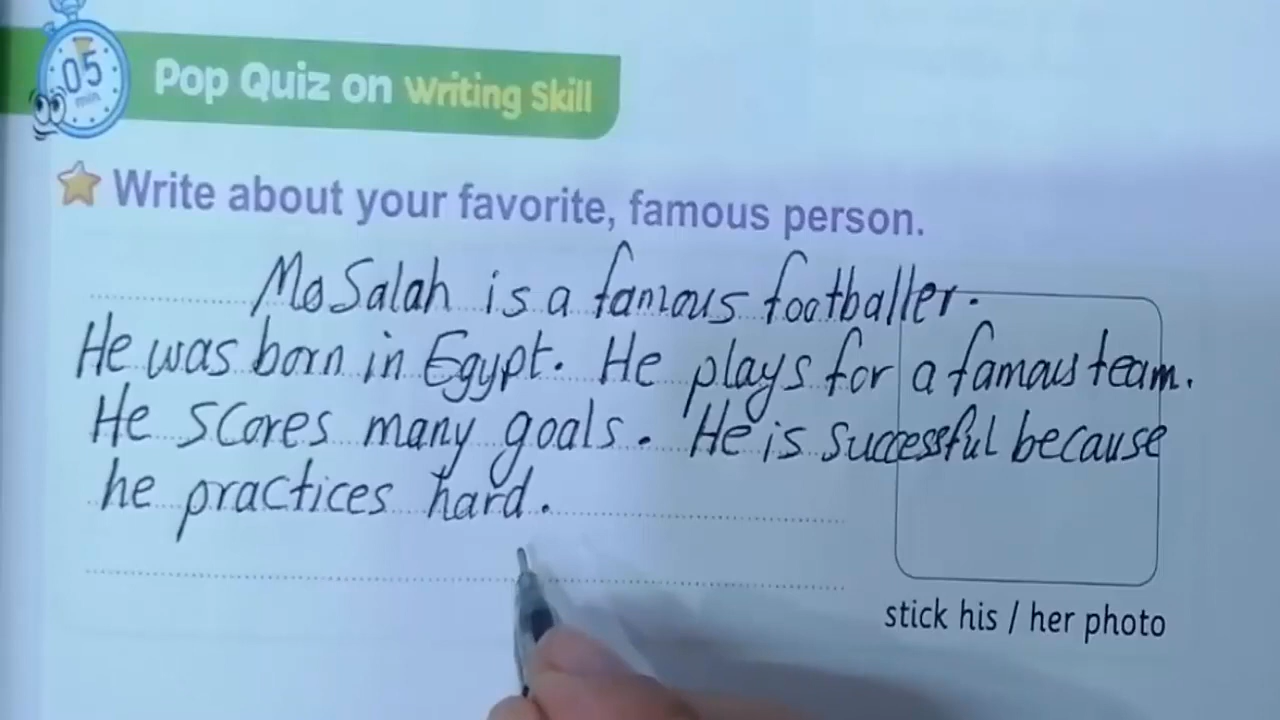 05
min
Pop Quiz on Writing Skill
Write about your favorite, famous person.
Mo Salah is a famous footballer.
He was born in Egypt. He plays for a famous team.
He scores many goals. He is successful because
he practices hard.
stick his / her photo